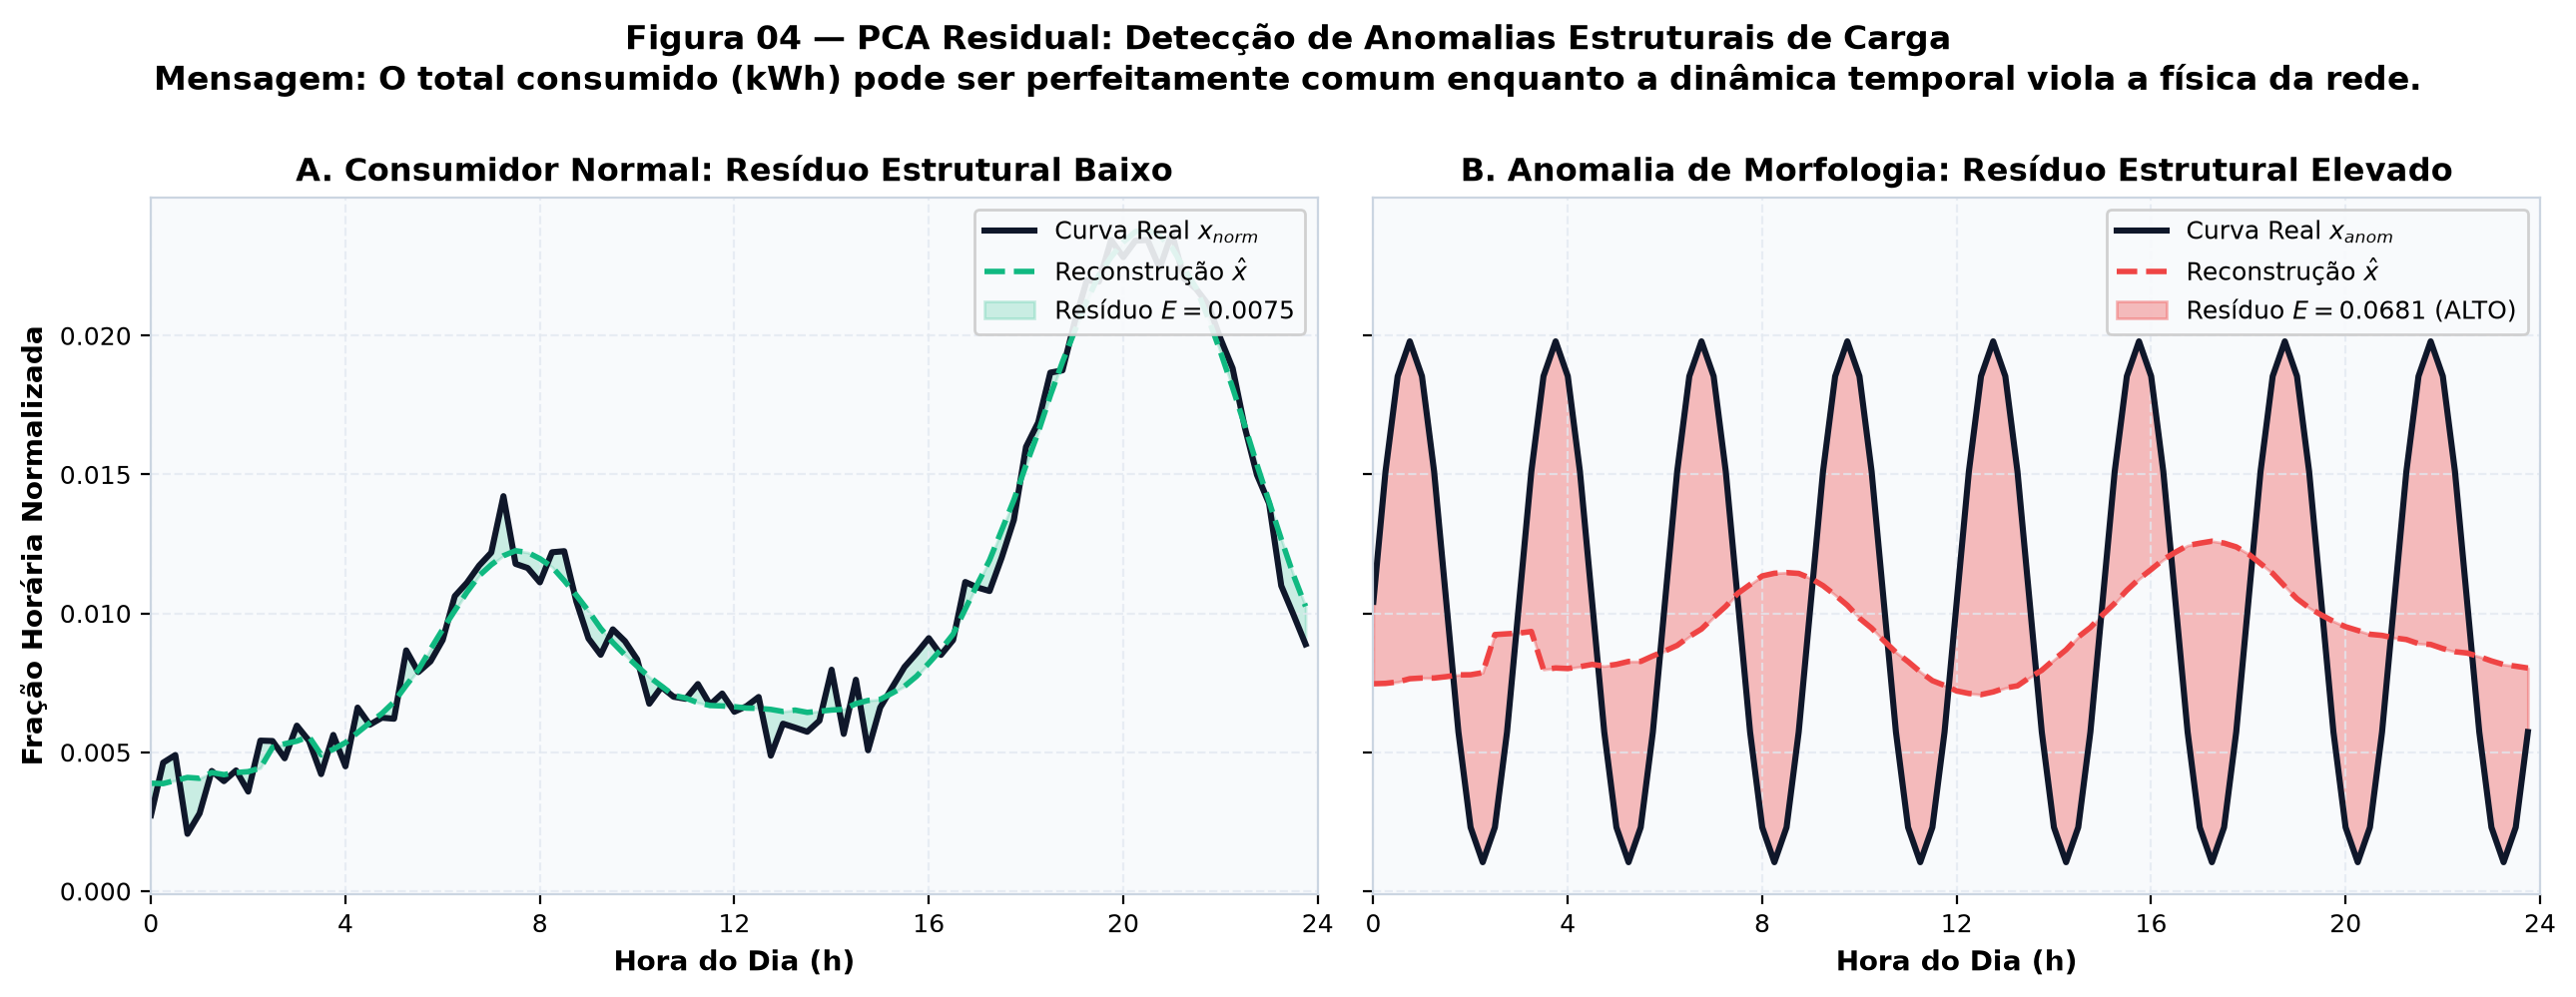 Figura 04 — PCA Residual: Detecção de Anomalias Estruturais de Carga
Mensagem: O total consumido (kWh) pode ser perfeitamente comum enquanto a dinâmica temporal viola a física da rede.
A. Consumidor Normal: Resíduo Estrutural Baixo
Curva Real x_norm
Reconstrução x̂
Resíduo E = 0.0075
Fração Horária Normalizada
0.020
0.015
0.010
0.005
0.000
0 4 8 12 16 20 24
Hora do Dia (h)
B. Anomalia de Morfologia: Resíduo Estrutural Elevado
Curva Real x_anom
Reconstrução x̂
Resíduo E = 0.0681 (ALTO)
0 4 8 12 16 20 24
Hora do Dia (h)